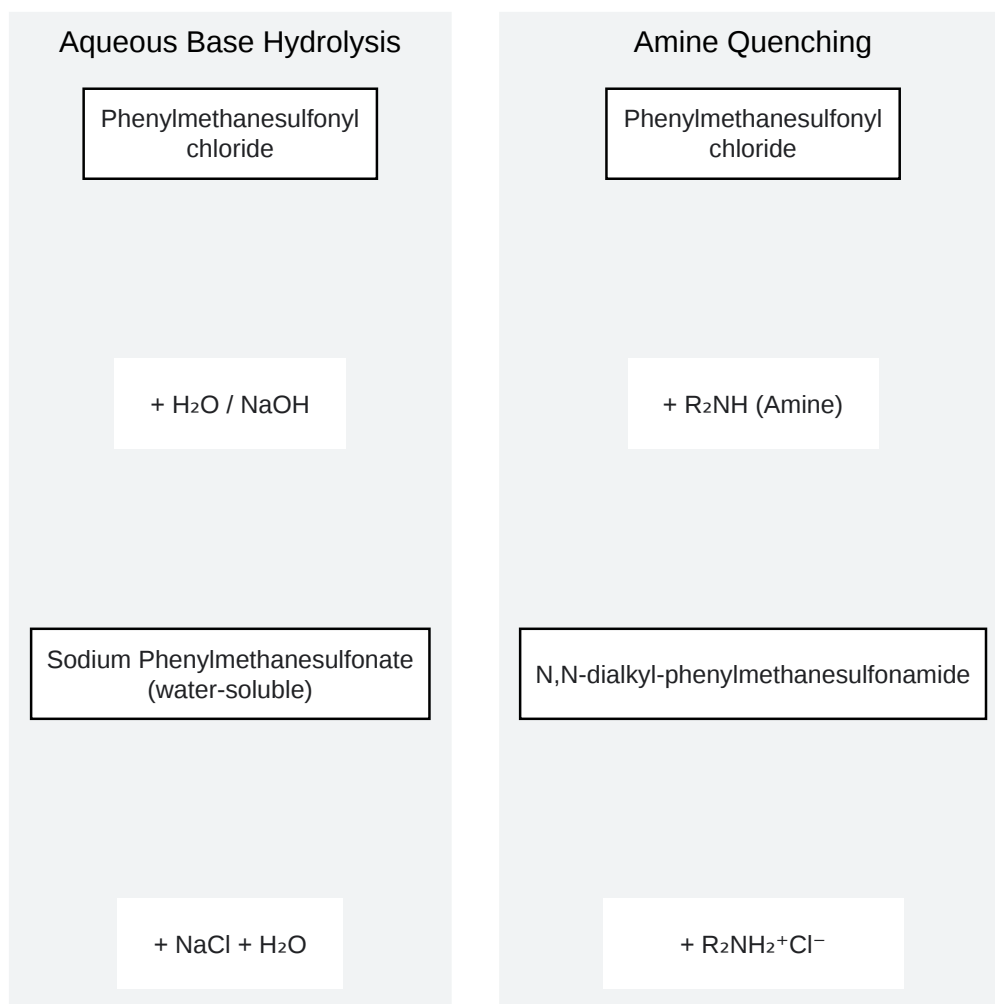 Aqueous Base Hydrolysis
Phenylmethanesulfonyl
chloride
+ H₂O / NaOH
Sodium Phenylmethanesulfonate
(water-soluble)
+ NaCl + H₂O
Amine Quenching
Phenylmethanesulfonyl
chloride
+ R₂NH (Amine)
N,N-dialkyl-phenylmethanesulfonamide
+ R₂NH₂⁺Cl⁻